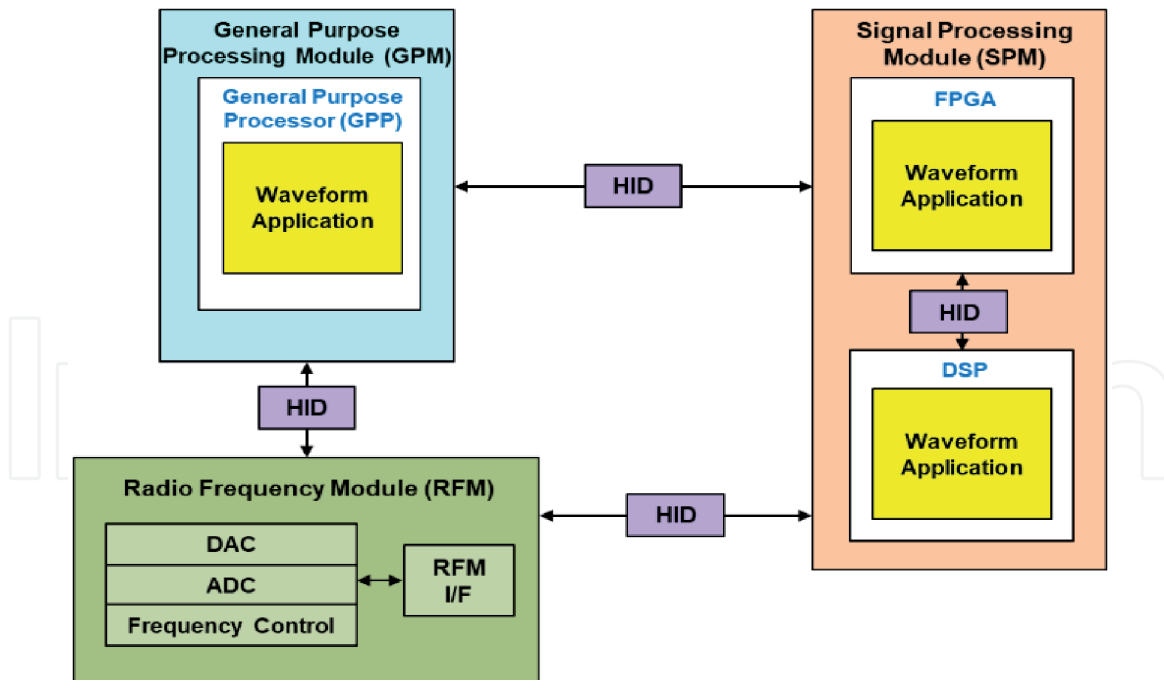 General Purpose
Processing Module (GPM)
General Purpose
Processor (GPP)
Waveform
Application
HID
Signal Processing
Module (SPM)
FPGA
Waveform
Application
HID
DSP
Waveform
Application
HID
Radio Frequency Module (RFM)
DAC
ADC
Frequency Control
RFM
I/F
HID